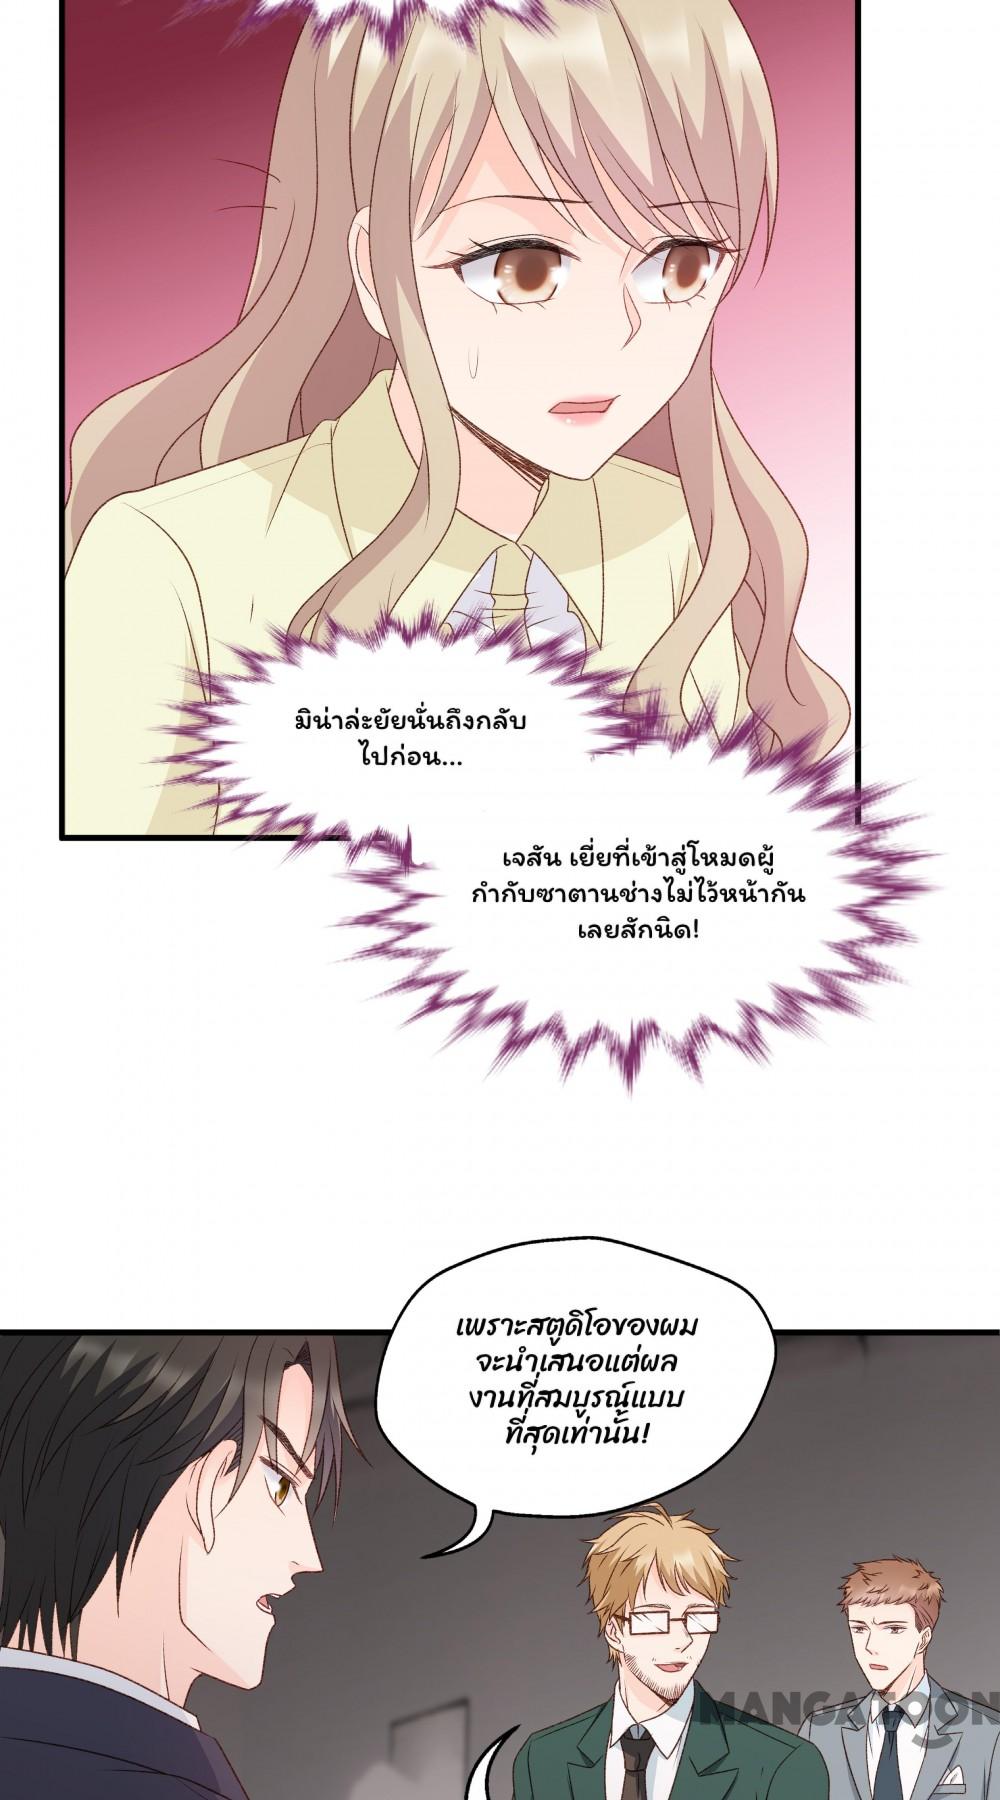 มิน่าล่ะยัยนั่นถึงกลับ
ไปก่อน...
เจสัน เยี่ยที่เข้าสู่โหมดผู้
กำกับซาตานช่างไม่ไว้หน้ากัน
เลยสักนิด!
เพราะสตูดิโอของผม
จะนำเสนอแต่ผล
งานที่สมบูรณ์แบบ
ที่สุดเท่านั้น!
MANGATOON